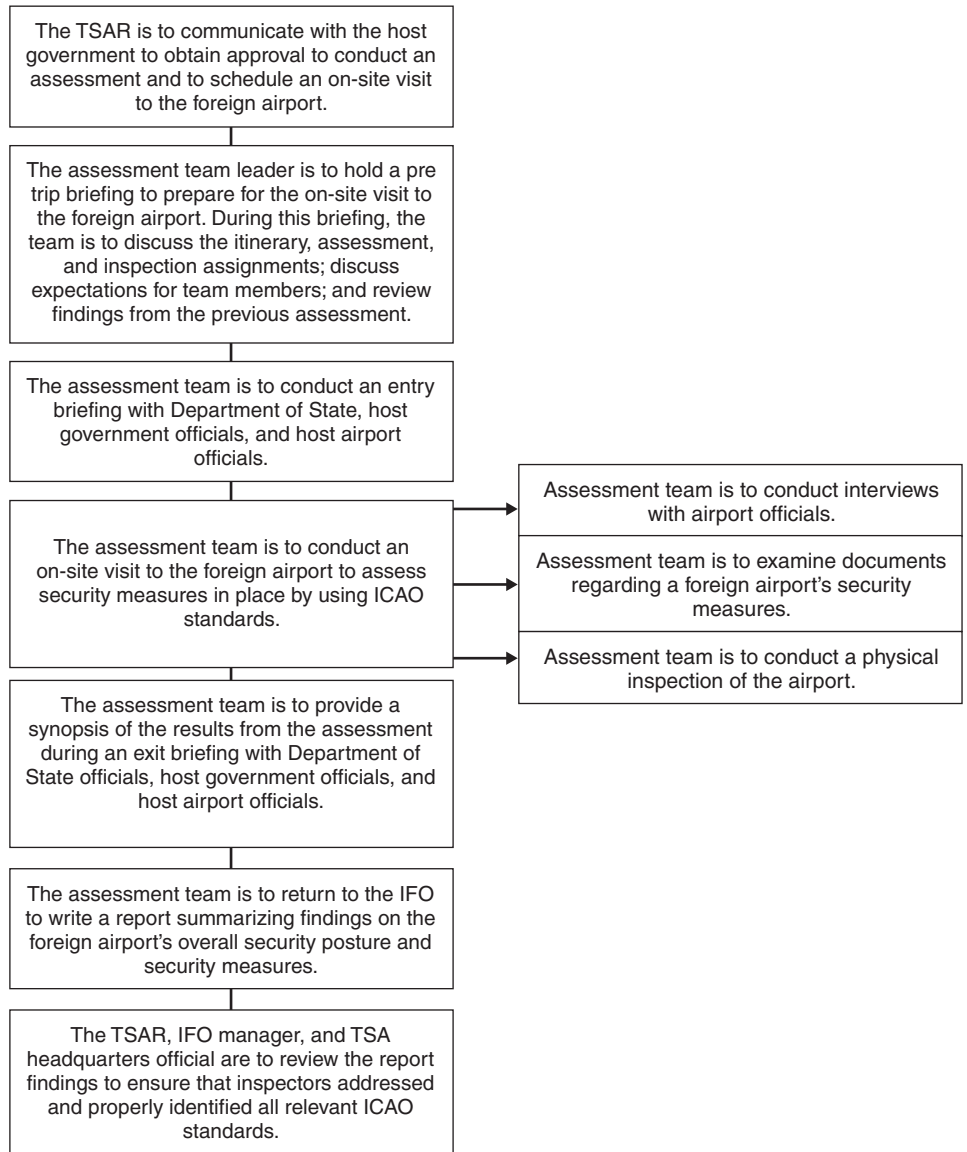 The TSAR is to communicate with the host
government to obtain approval to conduct an
assessment and to schedule an on-site visit
to the foreign airport.
The assessment team leader is to hold a pre
trip briefing to prepare for the on-site visit to
the foreign airport. During this briefing, the
team is to discuss the itinerary, assessment,
and inspection assignments; discuss
expectations for team members; and review
findings from the previous assessment.
The assessment team is to conduct an entry
briefing with Department of State, host
government officials, and host airport
officials.
The assessment team is to conduct an
on-site visit to the foreign airport to assess
security measures in place by using ICAO
standards.
Assessment team is to conduct interviews
with airport officials.
Assessment team is to examine documents
regarding a foreign airport's security
measures.
Assessment team is to conduct a physical
inspection of the airport.
The assessment team is to provide a
synopsis of the results from the assessment
during an exit briefing with Department of
State officials, host government officials, and
host airport officials.
The assessment team is to return to the IFO
to write a report summarizing findings on the
foreign airport's overall security posture and
security measures.
The TSAR, IFO manager, and TSA
headquarters official are to review the report
findings to ensure that inspectors addressed
and properly identified all relevant ICAO
standards.